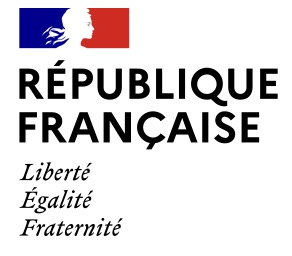 RÉPUBLIQUE
FRANÇAISE
Liberté
Égalité
Fraternité